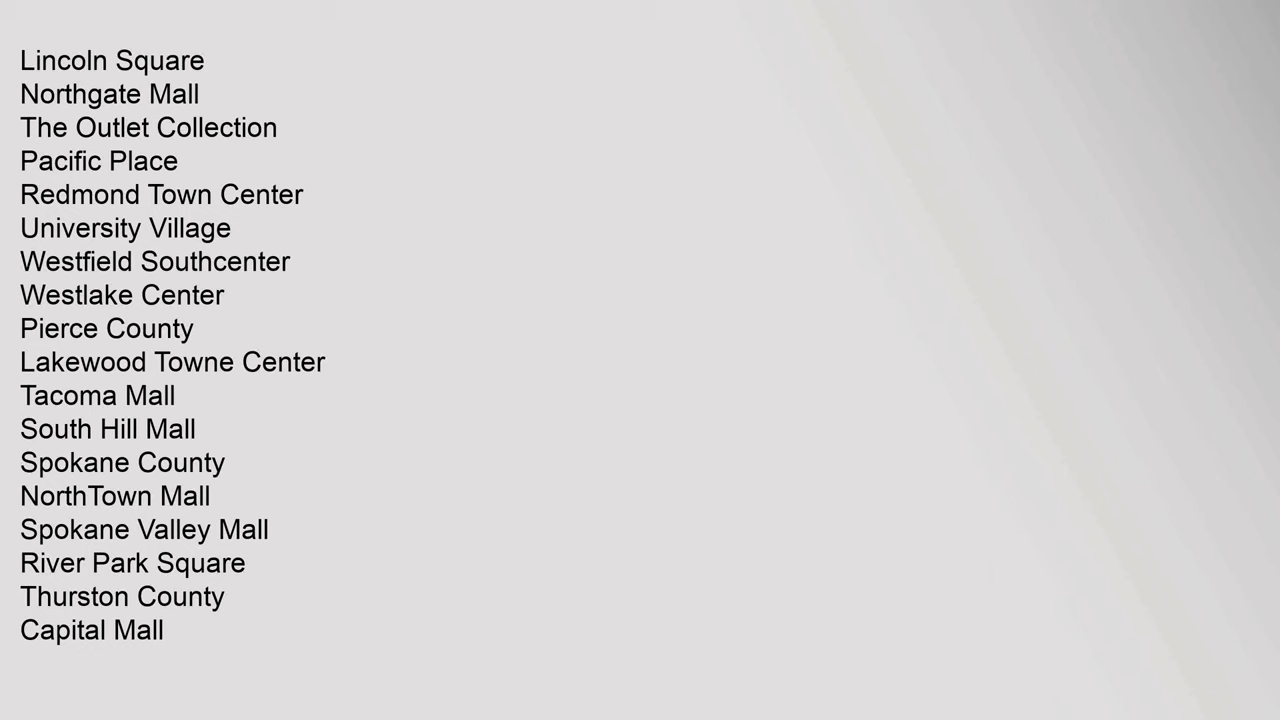 Lincoln Square
Northgate Mall
The Outlet Collection
Pacific Place
Redmond Town Center
University Village
Westfield Southcenter
Westlake Center
Pierce County
Lakewood Towne Center
Tacoma Mall
South Hill Mall
Spokane County
NorthTown Mall
Spokane Valley Mall
River Park Square
Thurston County
Capital Mall